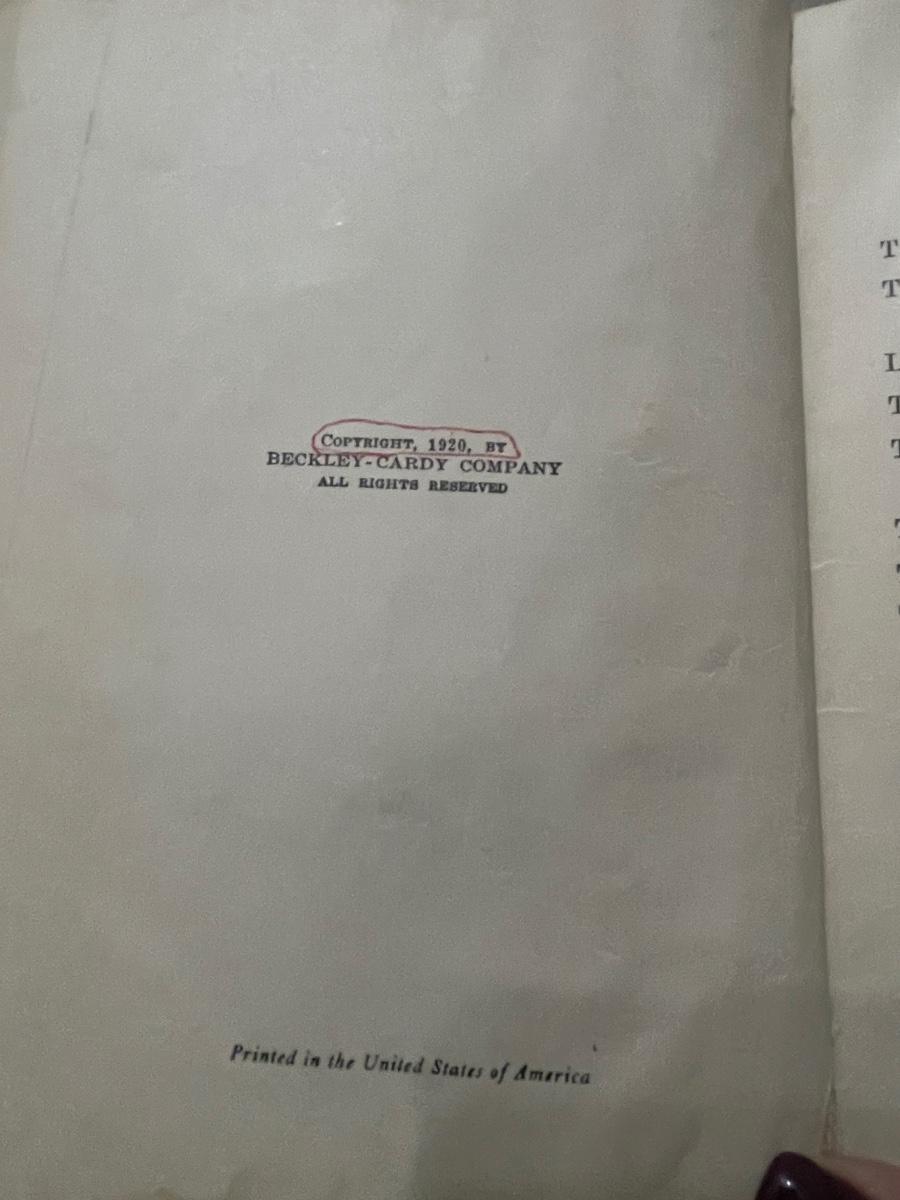 COPYRIGHT, 1920, BY
BECKLEY-CARDY COMPANY
ALL RIGHTS RESERVED
Printed in the United States of America
T
T
L
T
T